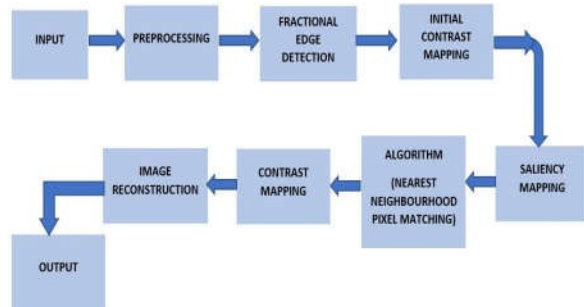 INPUT
PREPROCESSING
FRACTIONAL
EDGE
DETECTION
INITIAL
CONTRAST
MAPPING
SALIENCY
MAPPING
ALGORITHM
(NEAREST
NEIGHBOURHOOD
PIXEL MATCHING)
CONTRAST
MAPPING
IMAGE
RECONSTRUCTION
OUTPUT